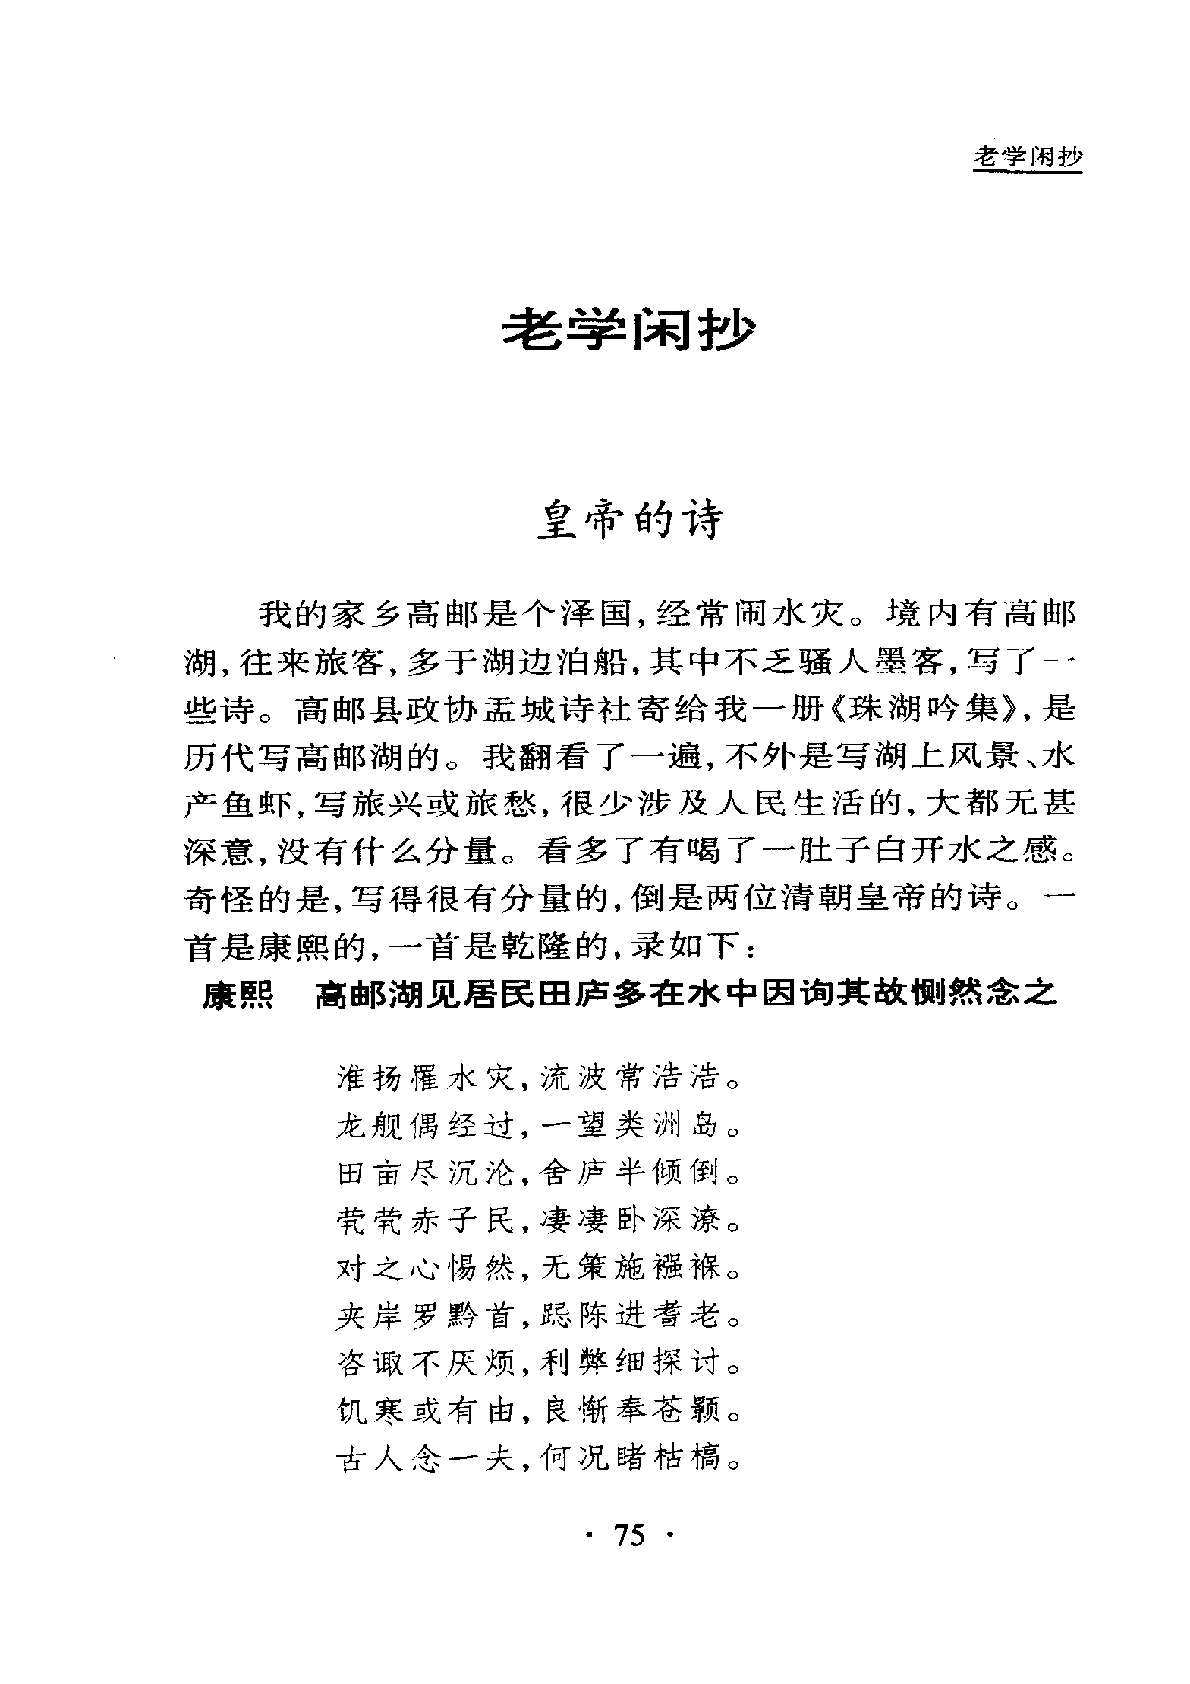 老学闲抄
老学闲抄
皇帝的诗
我的家乡高邮是个泽国,经常闹水灾。境内有高邮
湖,往来旅客,多于湖边泊船,其中不乏骚人墨客,写了一
些诗。高邮县政协盂城诗社寄给我一册《珠湖吟集》,是
历代写高邮湖的。我翻看了一遍,不外是写湖上风景、水
产鱼虾,写旅兴或旅愁,很少涉及人民生活的,大都无甚
深意,没有什么分量。看多了有喝了一肚子白开水之感。
奇怪的是,写得很有分量的,倒是两位清朝皇帝的诗。一
首是康熙的,一首是乾隆的,录如下:
康熙 高邮湖见居民田庐多在水中因询其故恻然念之
淮扬罹水灾,流波常浩浩。
龙舰偶经过,一望类洲岛。
田亩尽沉沦,舍庐半倾倒。
茕茕赤子民,凄凄卧深潦。
对之心惕然,无策施襁褓。
夹岸罗黔首,跽陈进耆老。
咨诹不厌烦,利弊细探讨。
饥寒或有由,良惭奉苍颢。
古人念一夫,何况睹枯槁。
· 75 ·